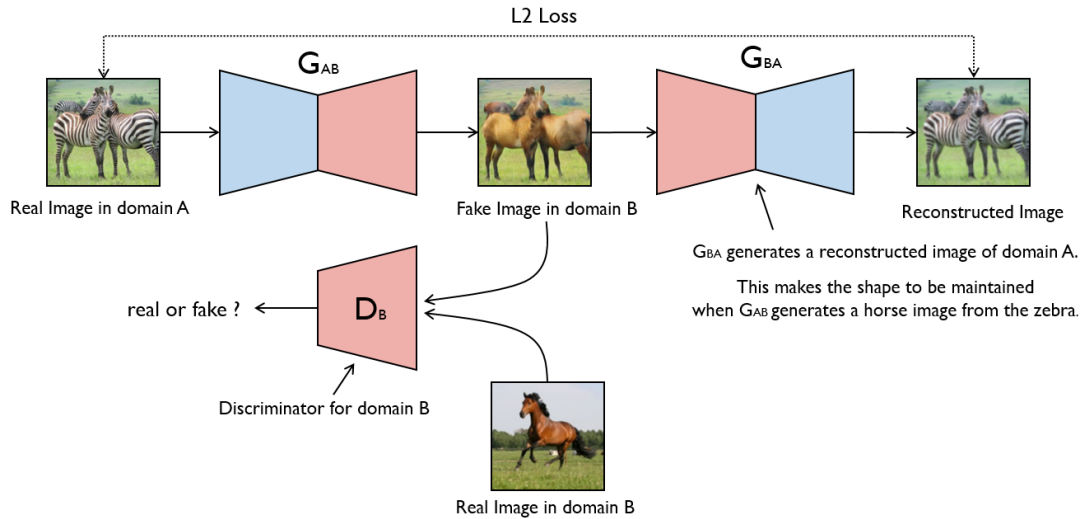 L2 Loss
GAB
GBA
Real Image in domain A
Fake Image in domain B
Reconstructed Image
GBA generates a reconstructed image of domain A.
This makes the shape to be maintained
when GAB generates a horse image from the zebra.
real or fake ?
DB
Discriminator for domain B
Real Image in domain B